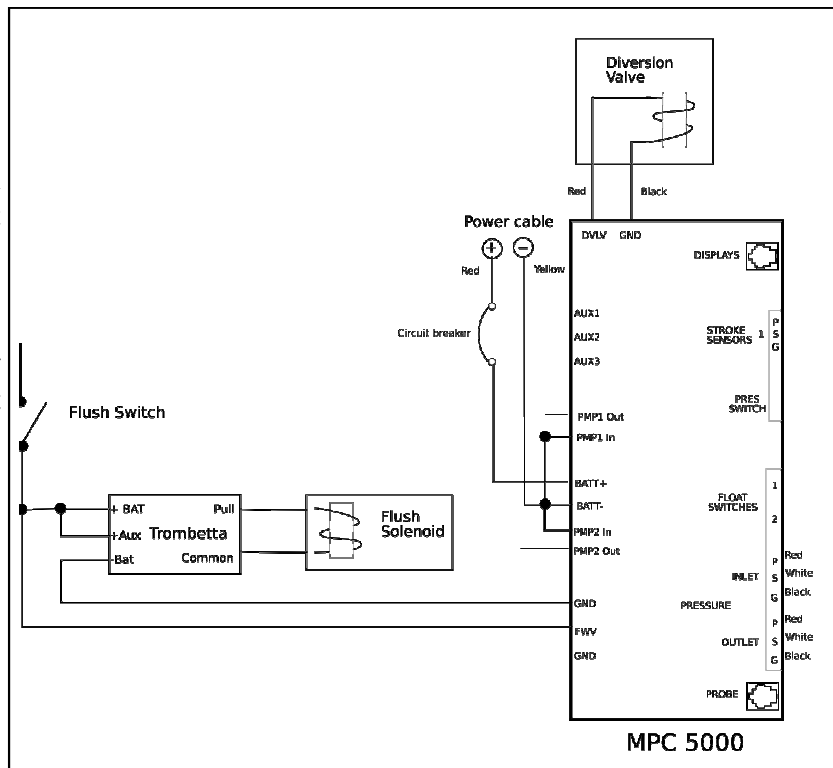 Diversion
Valve
Red
Black
Power cable
+
−
Red
Yellow
Circuit breaker
DVLV
GND
DISPLAYS
AUX1
AUX2
AUX3
STROKE
SENSORS
1
P
S
G
PRES
SWITCH
PMP1 Out
PMP1 In
BATT+
BATT-
PMP2 In
PMP2 Out
FLOAT
SWITCHES
1
2
Flush Switch
+ BAT
+Aux
-Bat
Trombetta
Pull
Common
Flush
Solenoid
INLET
P
S
G
Red
White
Black
PRESSURE
OUTLET
P
S
G
Red
White
Black
GND
FWV
GND
PROBE
MPC 5000